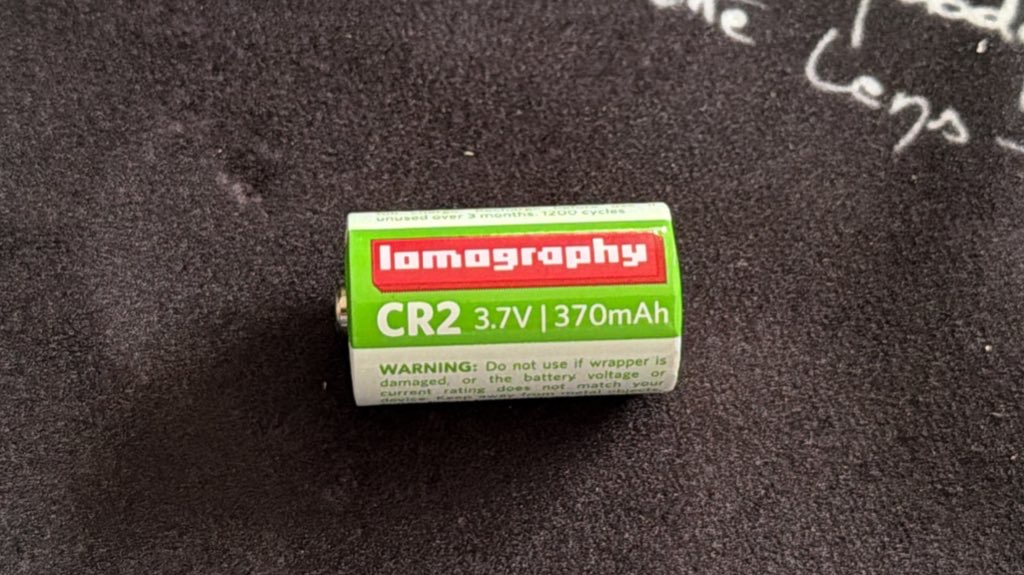 Lens
unused over 3 months. 1200 cycles
lomography
CR2 3.7V | 370mAh
WARNING: Do not use if wrapper is
damaged, or the battery voltage or
current rating does not match your
device. Keep away from metal objects,